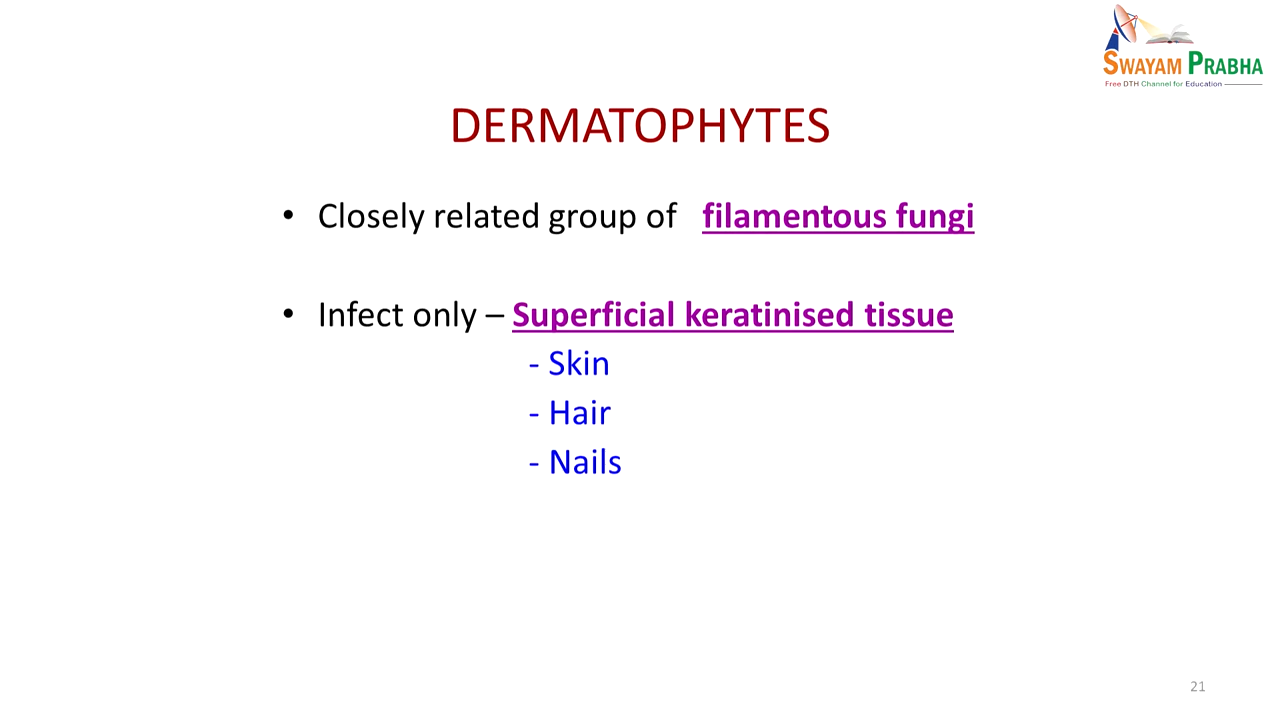 SWAYAM PRABHA
Free DTH Channel for Education
DERMATOPHYTES
• Closely related group of filamentous fungi
• Infect only – Superficial keratinised tissue
- Skin
- Hair
- Nails
21